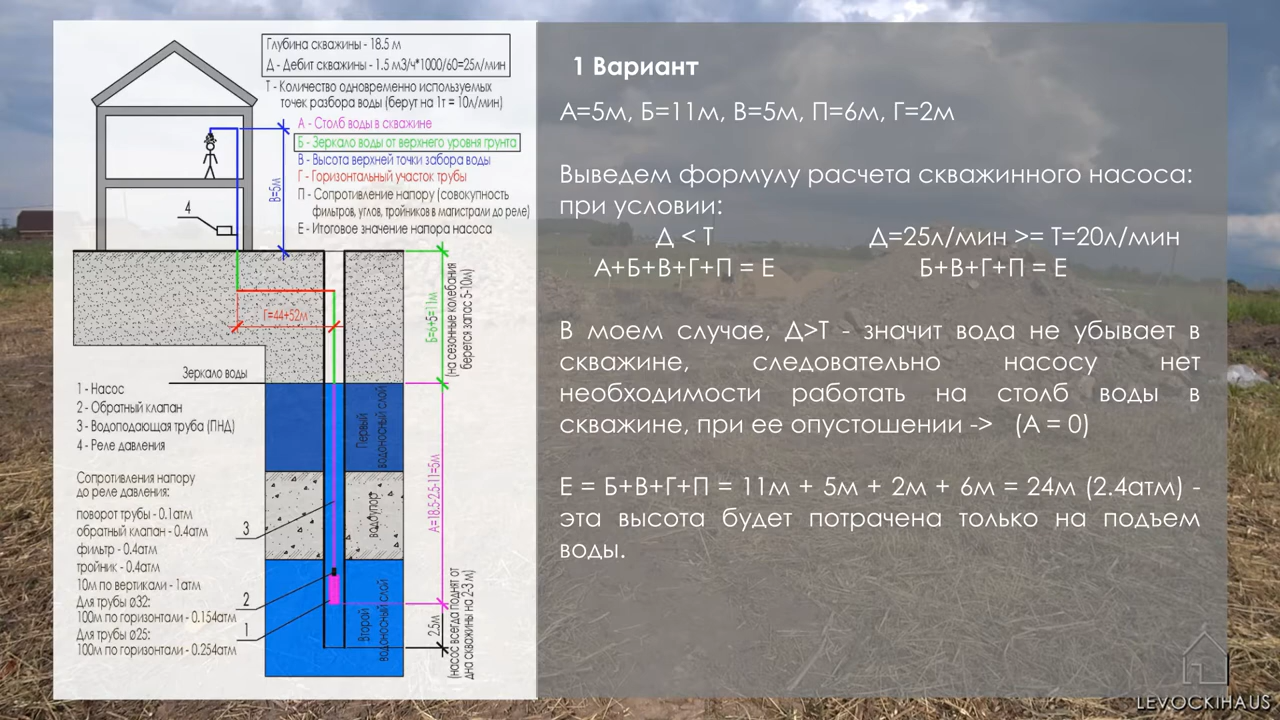 Глубина скважины - 18.5 м
Д - Дебит скважины - 1.5 м3/ч*1000/60=25л/мин
Т - Количество одновременно используемых
точек разбора воды (берут на 1т = 10л/мин)
А - Столб воды в скважине
Б - Зеркало воды от верхнего уровня грунта
В - Высота верхней точки забора воды
Г - Горизонтальный участок трубы
П - Сопротивление напору (совокупность
фильтров, углов, тройников в магистрали до реле)
Е - Итоговое значение напора насоса
В=5м
4
Г=44+52м
Б=6+5=11м
(на сезонные колебания
берется запас 5-10м)
Зеркало воды
1 - Насос
2 - Обратный клапан
3 - Водоподающая труба (ПНД)
4 - Реле давления
Первый
водоносный слой
А=18.5-2.5-11=5м
Сопротивления напору
до реле давления:
поворот трубы - 0.1атм
обратный клапан - 0.4атм
фильтр - 0.4атм
тройник - 0.4атм
10м по вертикали - 1атм
Для трубы ø32:
100м по горизонтали - 0.154атм
Для трубы ø25:
100м по горизонтали - 0.254атм
3
водоупор
2
1
Второй
водоносный слой
2.5м
(насос всегда поднят от
дна скважины на 2-3 м)
1 Вариант
А=5м, Б=11м, В=5м, П=6м, Г=2м
Выведем формулу расчета скважинного насоса:
при условии:
Д < Т Д=25л/мин >= Т=20л/мин
А+Б+В+Г+П = Е Б+В+Г+П = Е
В моем случае, Д>Т - значит вода не убывает в
скважине, следовательно насосу нет
необходимости работать на столб воды в
скважине, при ее опустошении -> (А = 0)
Е = Б+В+Г+П = 11м + 5м + 2м + 6м = 24м (2.4атм) -
эта высота будет потрачена только на подъем
воды.
LEVOCKIHAUS